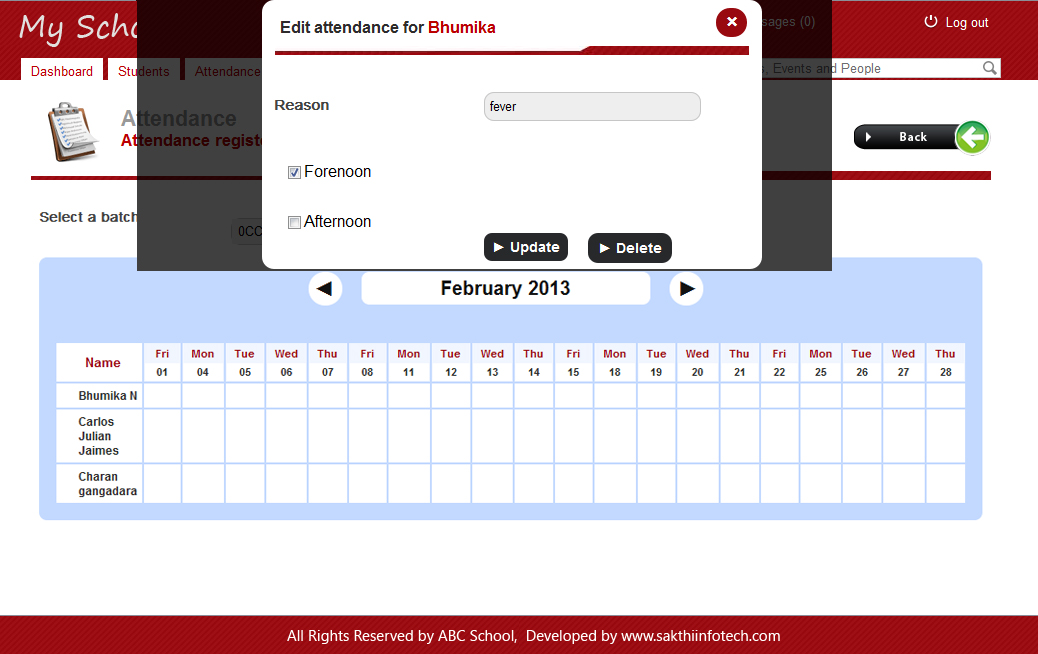 My Scho
Edit attendance for Bhumika
sages (0)
Log out
Dashboard
Students
Attendance
Events and People
Attendance
Attendance registe
Reason
fever
Back
Forenoon
Select a batch
0CC
Afternoon
Update
Delete
February 2013
Name Fri Mon Tue Wed Thu Fri Mon Tue Wed Thu Fri Mon Tue Wed Thu Fri Mon Tue Wed Thu
01 04 05 06 07 08 11 12 13 14 15 18 19 20 21 22 25 26 27 28
Bhumika N
Carlos
Julian
Jaimes
Charan
gangadara
All Rights Reserved by ABC School, Developed by www.sakthiinfotech.com